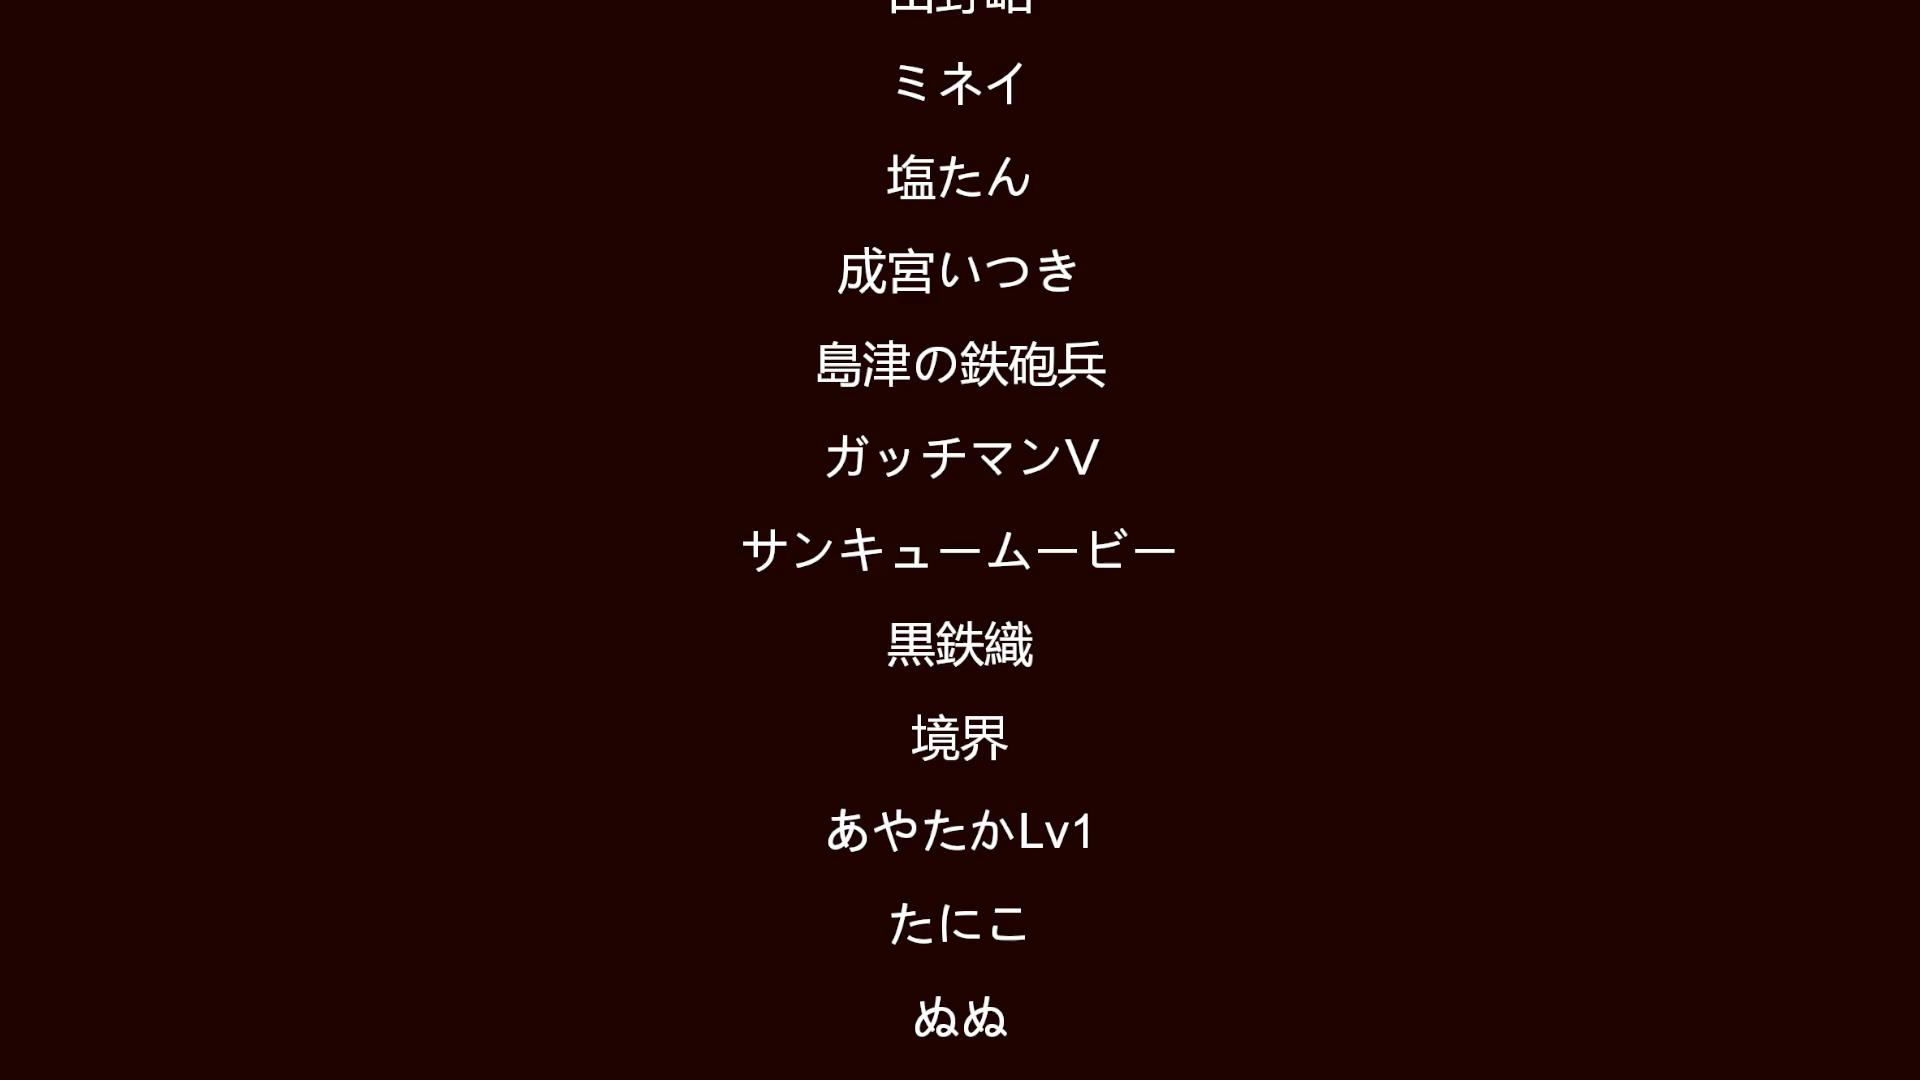 ミネイ
塩たん
成宮いつき
島津の鉄砲兵
ガッチマンV
サンキュームービー
黒鉄織
境界
あやたかLv1
たにこ
ぬぬ